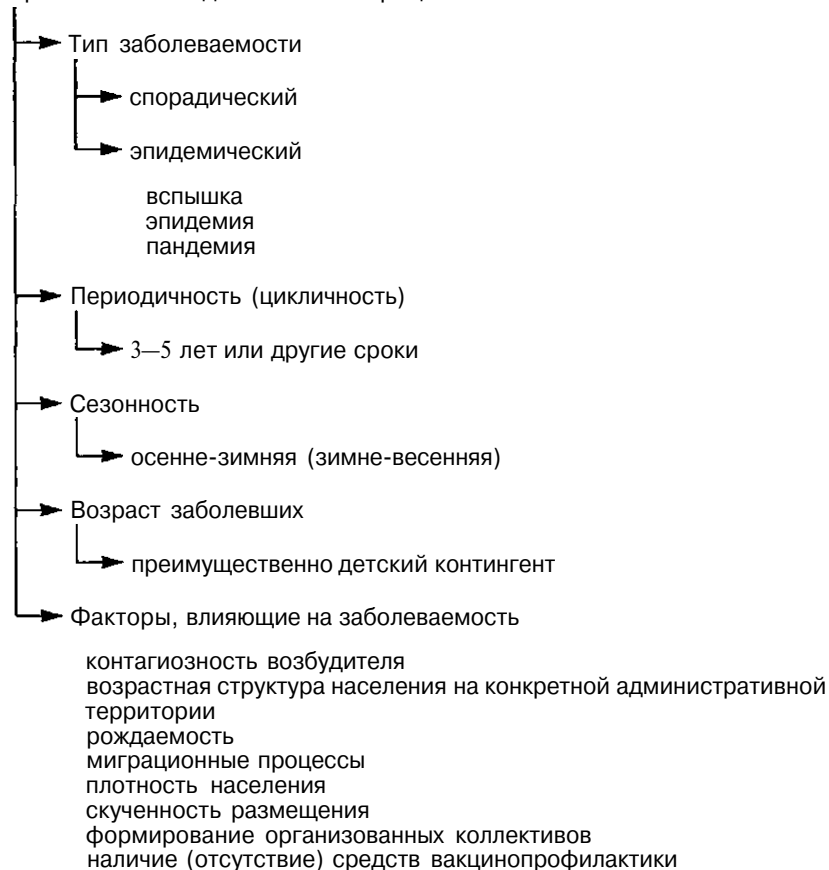 Тип заболеваемости
спорадический
эпидемический
вспышка
эпидемия
пандемия
Периодичность (цикличность)
3—5 лет или другие сроки
Сезонность
осенне-зимняя (зимне-весенняя)
Возраст заболевших
преимущественно детский контингент
Факторы, влияющие на заболеваемость
контагиозность возбудителя
возрастная структура населения на конкретной административной
территории
рождаемость
миграционные процессы
плотность населения
скученность размещения
формирование организованных коллективов
наличие (отсутствие) средств вакцинопрофилактики